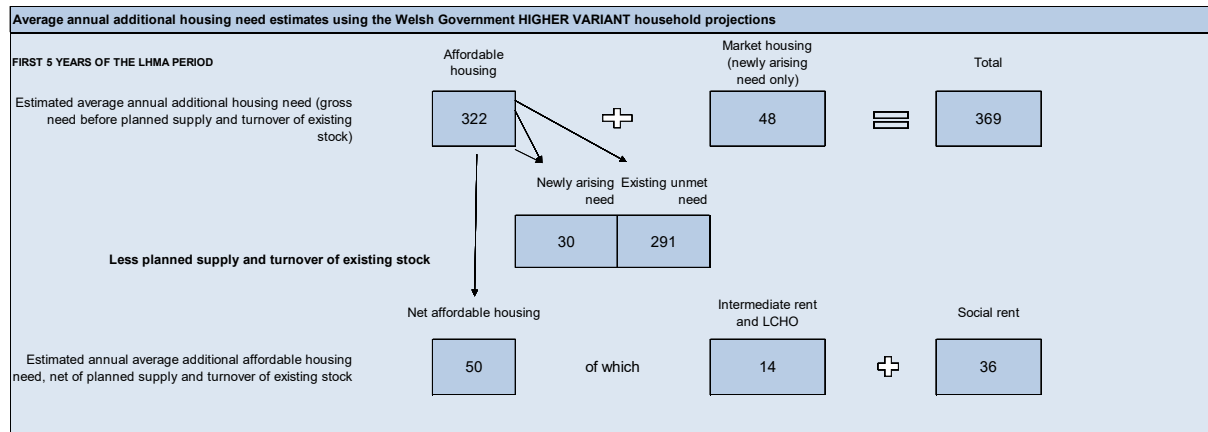 Average annual additional housing need estimates using the Welsh Government HIGHER VARIANT household projections
FIRST 5 YEARS OF THE LHMA PERIOD
Affordable
housing
Market housing
(newly arising
need only)
Total
Estimated average annual additional housing need (gross
need before planned supply and turnover of existing
stock)
322
48
369
Newly arising
need
Existing unmet
need
30
291
Less planned supply and turnover of existing stock
Net affordable housing
Intermediate rent
and LCHO
Social rent
Estimated annual average additional affordable housing
need, net of planned supply and turnover of existing stock
50
of which
14
36